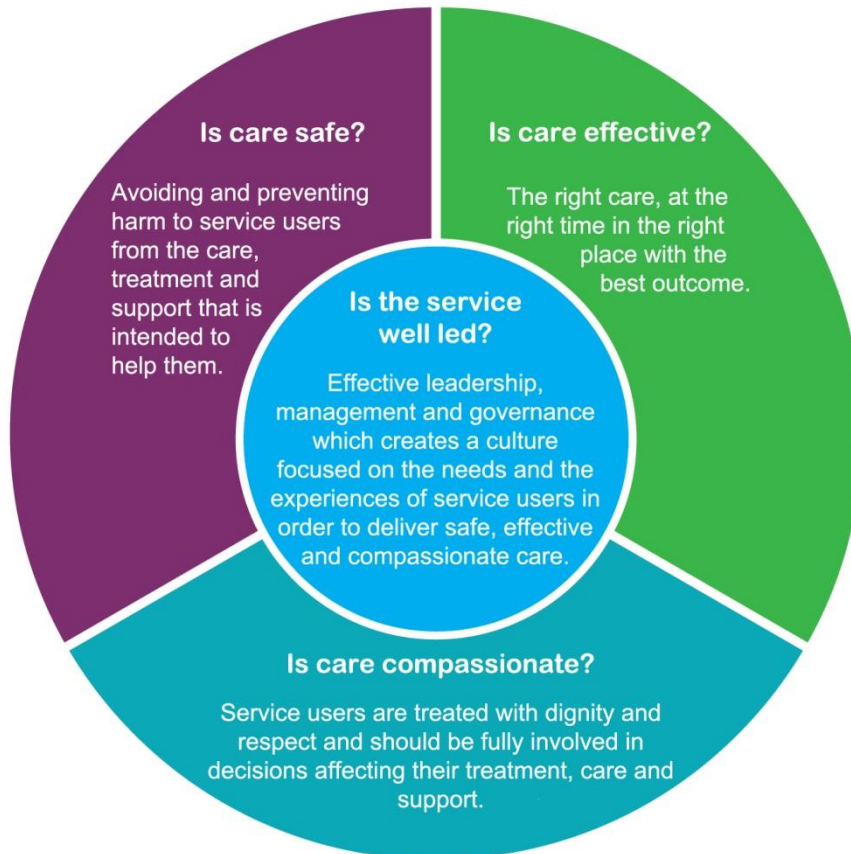 Is care safe?
Avoiding and preventing
harm to service users
from the care,
treatment and
support that is
intended to
help them.
Is care effective?
The right care, at the
right time in the right
place with the
best outcome.
Is the service
well led?
Effective leadership,
management and governance
which creates a culture
focused on the needs and the
experiences of service users in
order to deliver safe, effective
and compassionate care.
Is care compassionate?
Service users are treated with dignity and
respect and should be fully involved in
decisions affecting their treatment, care and
support.